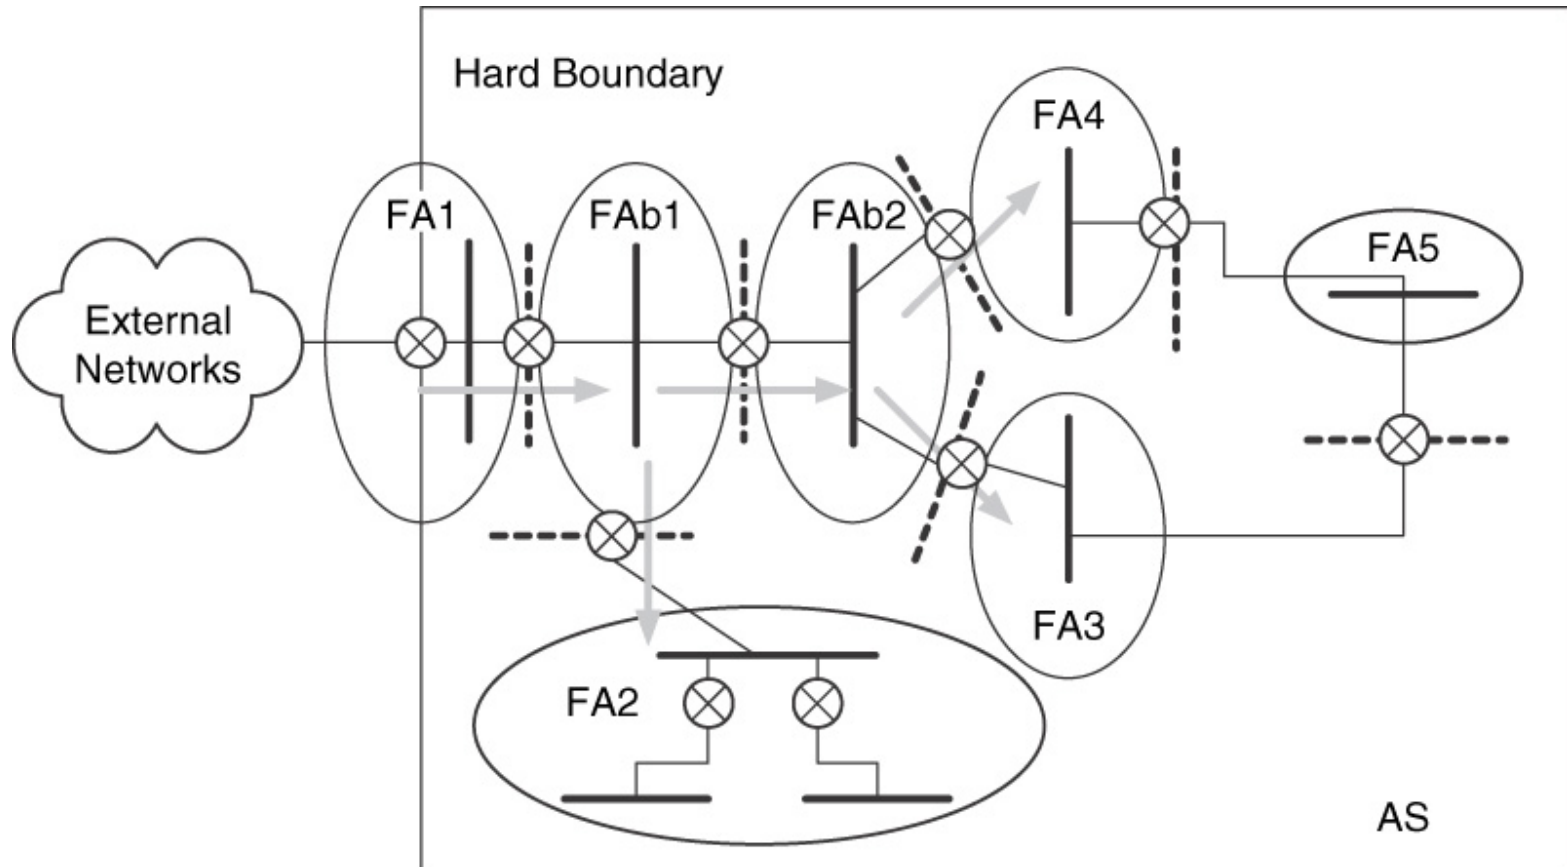 Hard Boundary
FA4
FA1
FAb1
FAb2
FA5
External
Networks
FA3
FA2
AS